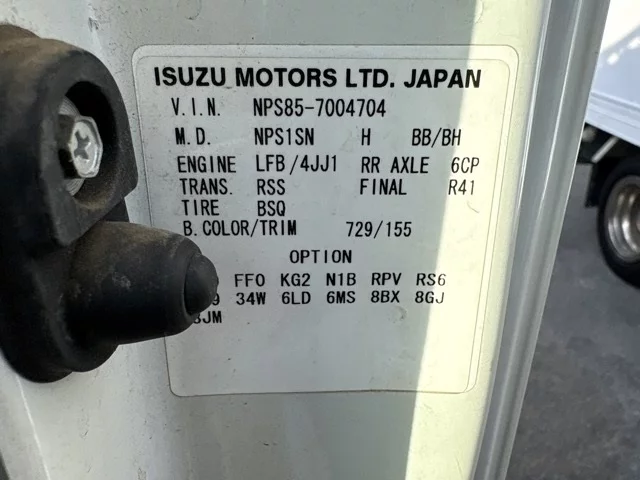 ISUZU MOTORS LTD. JAPAN
V.I.N. NPS85-7004704
M.D. NPS1SN H BB/BH
ENGINE LFB/4JJ1 RR AXLE 6CP
TRANS. RSS FINAL R41
TIRE BSQ
B.COLOR/TRIM 729/155
OPTION
FFO KG2 N1B RPV RS6
34W 6LD 6MS 8BX 8GJ